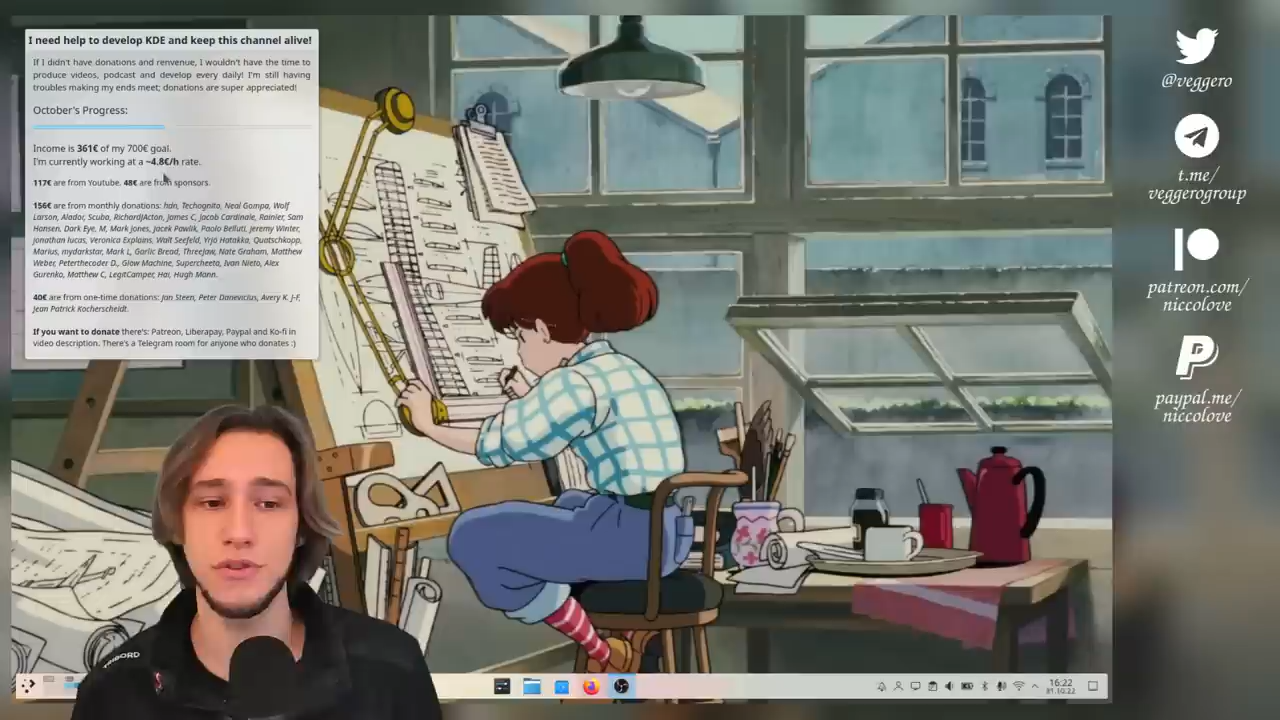 I need help to develop KDE and keep this channel alive!
If I didn't have donations and renvenue, I wouldn't have the time to
produce videos, podcast and develop every daily! I'm still having
troubles making my ends meet; donations are super appreciated!
October's Progress:
Income is 361€ of my 700€ goal.
I'm currently working at a ~4.8€/h rate.
117€ are from Youtube. 48€ are from sponsors.
156€ are from monthly donations: hdn, Techognito, Neal Gompa, Wolf
Larson, Alador, Scuba, RichardJActon, James C, Jacob Cardinale, Rainier, Sam
Hansen, Dark Eye, M, Mark Jones, Jacek Pawlik, Paolo Belluti, Jeremy Winter,
jonathan lucas, Veronica Explains, Walt Seefeld, Yrjö Hatakka, Quatschkopp,
Marius, mydarkstar, Mark L, Garlic Bread, ThreeJaw, Nate Graham, Matthew
Weber, Peterthecoder D., Glow Machine, Supercheeta, Ivan Nieto, Alex
Gurenko, Matthew C, LegitCamper, Hai, Hugh Mann.
40€ are from one-time donations: Jan Steen, Peter Danevicius, Avery K. J-F,
Jean Patrick Kocherscheidt.
If you want to donate there's: Patreon, Liberapay, Paypal and Ko-fi in
video description. There's a Telegram room for anyone who donates :)
@veggero
t.me/
veggerogroup
patreon.com/
niccolove
paypal.me/
niccolove
16:22
31.10.22